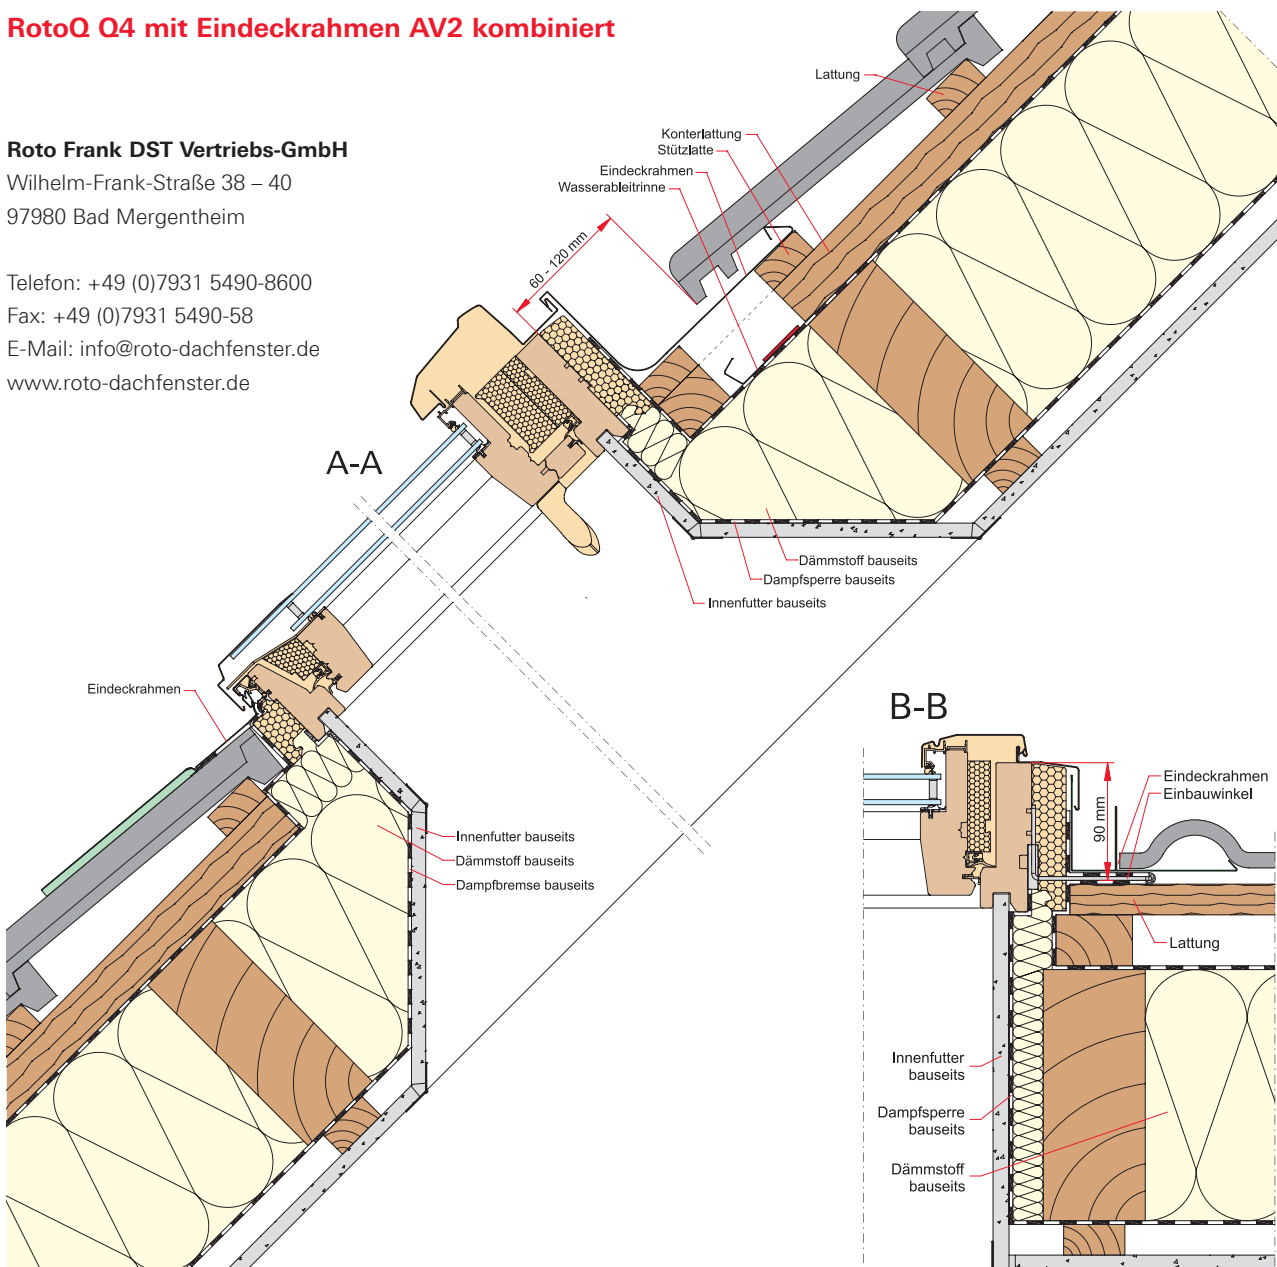 RotoQ Q4 mit Eindeckrahmen AV2 kombiniert
Roto Frank DST Vertriebs-GmbH
Wilhelm-Frank-Straße 38 – 40
97980 Bad Mergentheim
Telefon: +49 (0)7931 5490-8600
Fax: +49 (0)7931 5490-58
E-Mail: info@roto-dachfenster.de
www.roto-dachfenster.de
Lattung
Konterlattung
Stützlatte
Eindeckrahmen
Wasserableitrinne
60 - 120 mm
A-A
Dämmstoff bauseits
Dampfsperre bauseits
Innenfutter bauseits
Eindeckrahmen
Innenfutter bauseits
Dämmstoff bauseits
Dampfbremse bauseits
B-B
90 mm
Eindeckrahmen
Einbauwinkel
Lattung
Innenfutter
bauseits
Dampfsperre
bauseits
Dämmstoff
bauseits